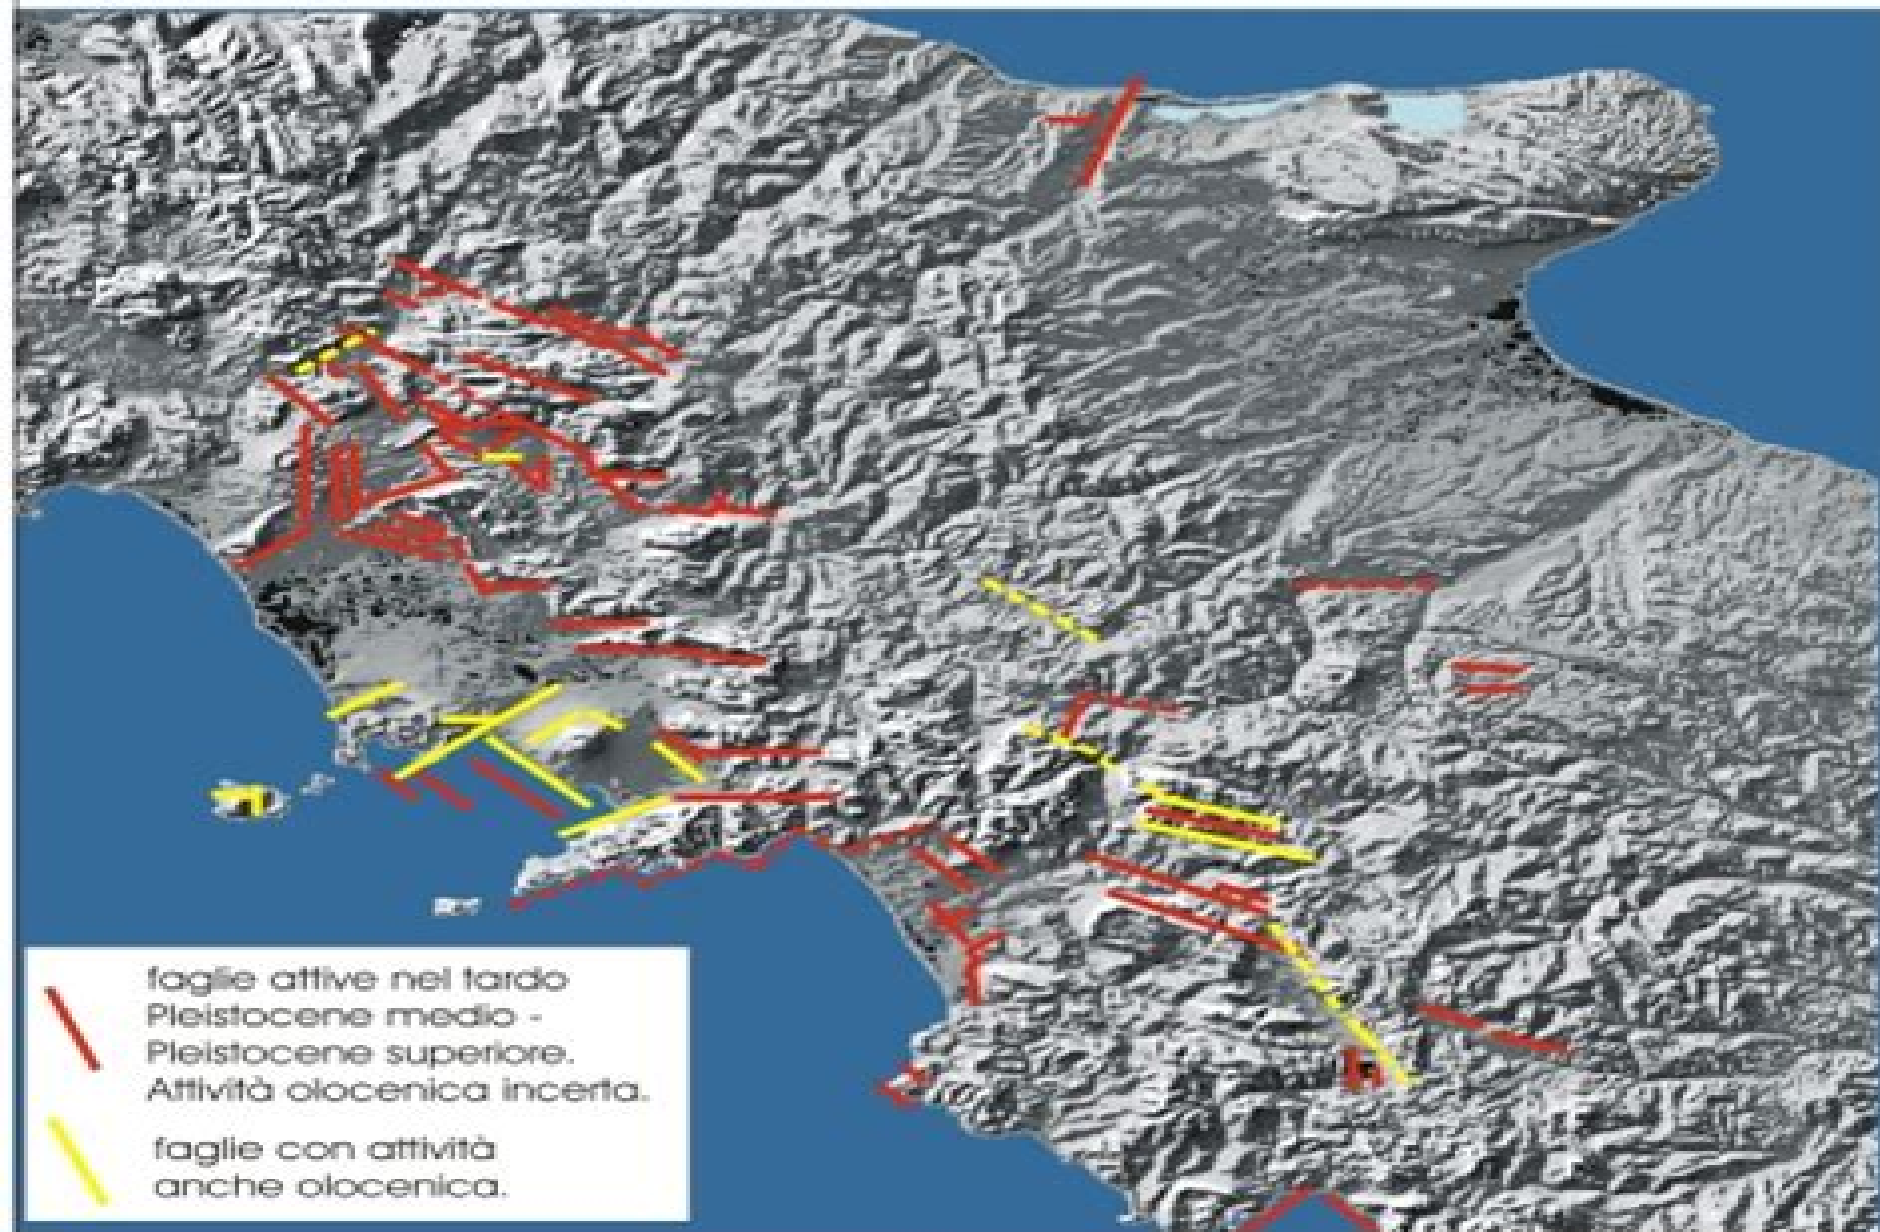 faglie attive nel tardo
Pleistocene medio -
Pleistocene superiore.
Attività olocenica incerta.
faglie con attività
anche olocenica.